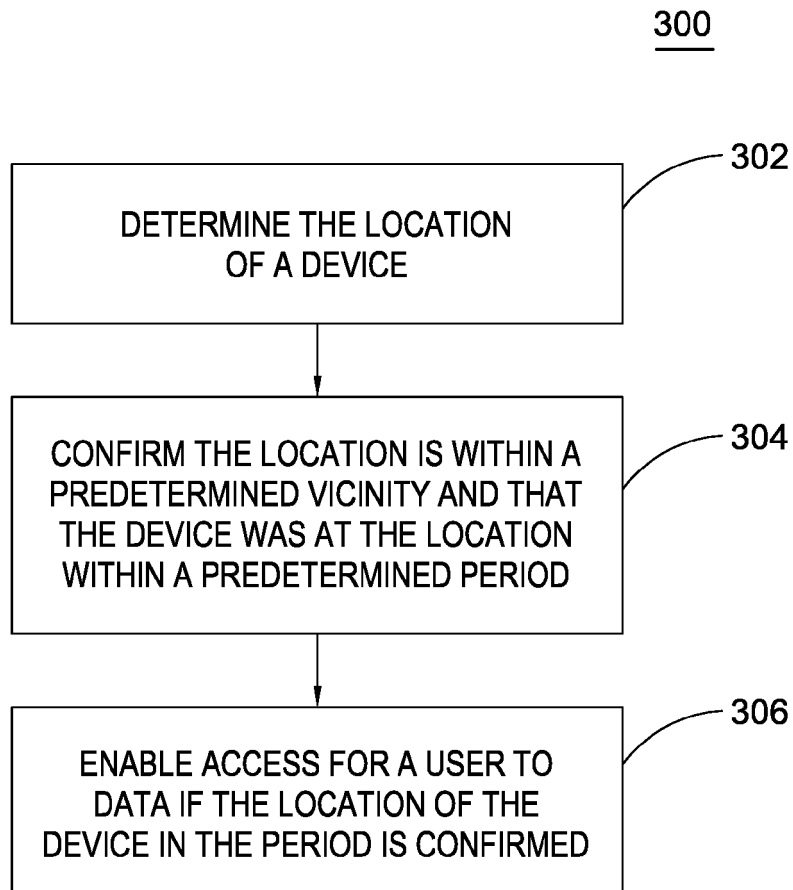 300
302
DETERMINE THE LOCATION
OF A DEVICE
304
CONFIRM THE LOCATION IS WITHIN A
PREDETERMINED VICINITY AND THAT
THE DEVICE WAS AT THE LOCATION
WITHIN A PREDETERMINED PERIOD
306
ENABLE ACCESS FOR A USER TO
DATA IF THE LOCATION OF THE
DEVICE IN THE PERIOD IS CONFIRMED